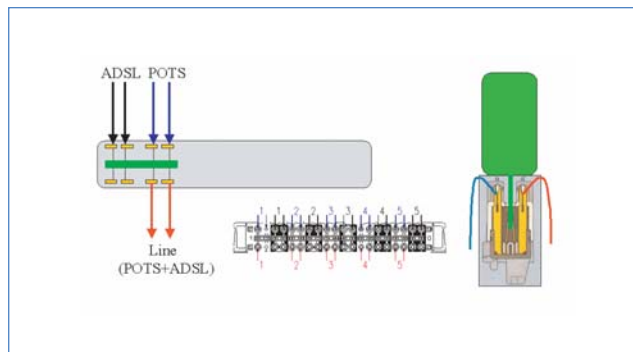 ADSL POTS
Line
(POTS+ADSL)
1 1 2 2 3 3 4 4 5 5
1 2 3 4 5